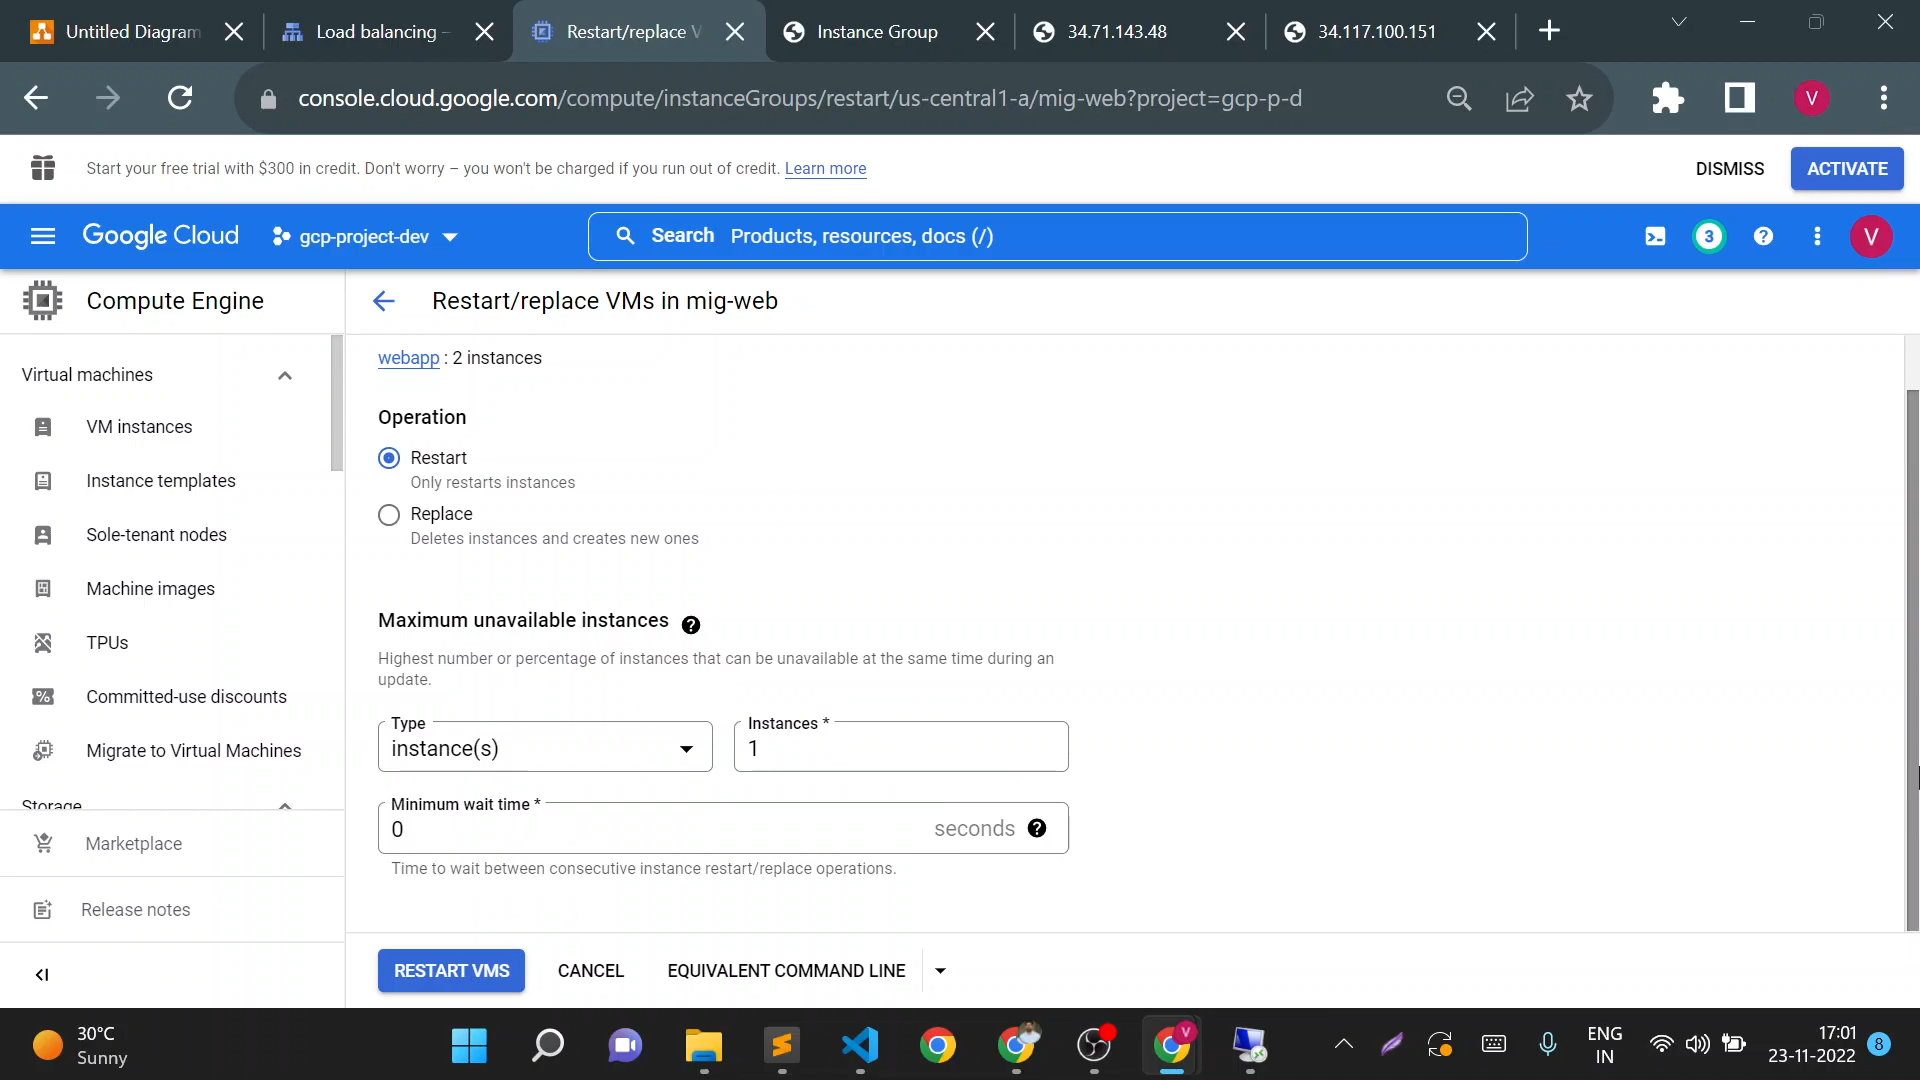 Untitled Diagram
Load balancing –
Restart/replace V
Instance Group
34.71.143.48
34.117.100.151
console.cloud.google.com/compute/instanceGroups/restart/us-central1-a/mig-web?project=gcp-p-d
V
Start your free trial with $300 in credit. Don't worry – you won't be charged if you run out of credit. Learn more
DISMISS
ACTIVATE
Google Cloud
gcp-project-dev
Search Products, resources, docs (/)
3
V
Compute Engine
Restart/replace VMs in mig-web
Virtual machines
VM instances
Instance templates
Sole-tenant nodes
Machine images
TPUs
Committed-use discounts
Migrate to Virtual Machines
Storage
Marketplace
Release notes
webapp : 2 instances
Operation
Restart
Only restarts instances
Replace
Deletes instances and creates new ones
Maximum unavailable instances
Highest number or percentage of instances that can be unavailable at the same time during an
update.
Type
instance(s)
Instances *
1
Minimum wait time *
0
seconds
Time to wait between consecutive instance restart/replace operations.
RESTART VMS
CANCEL
EQUIVALENT COMMAND LINE
30°C
Sunny
V
ENG
IN
17:01
23-11-2022
8